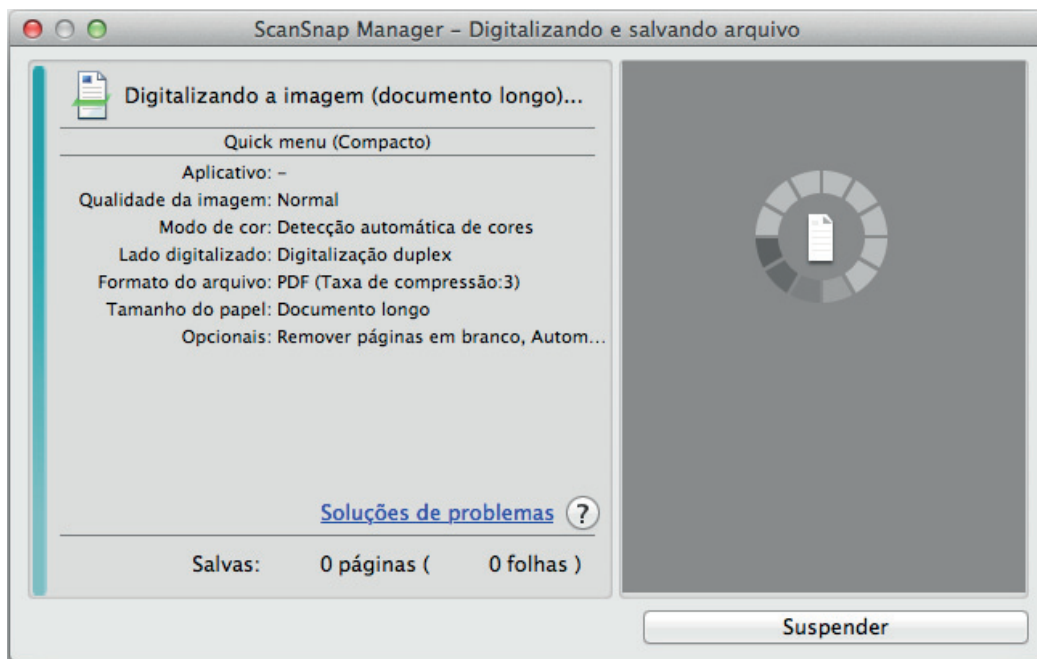 ScanSnap Manager – Digitalizando e salvando arquivo
Digitalizando a imagem (documento longo)...
Quick menu (Compacto)
Aplicativo: –
Qualidade da imagem: Normal
Modo de cor: Detecção automática de cores
Lado digitalizado: Digitalização duplex
Formato do arquivo: PDF (Taxa de compressão:3)
Tamanho do papel: Documento longo
Opcionais: Remover páginas em branco, Autom...
Soluções de problemas ?
Salvas: 0 páginas ( 0 folhas )
Suspender